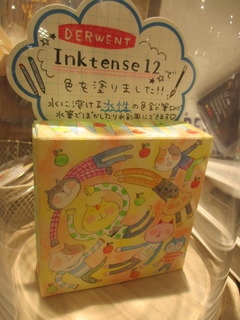 DERWENT
Inktense 12で
色を塗りました!!
水に溶ける水性の色鉛筆なので
水筆でぼかしたり水彩画にできます♡